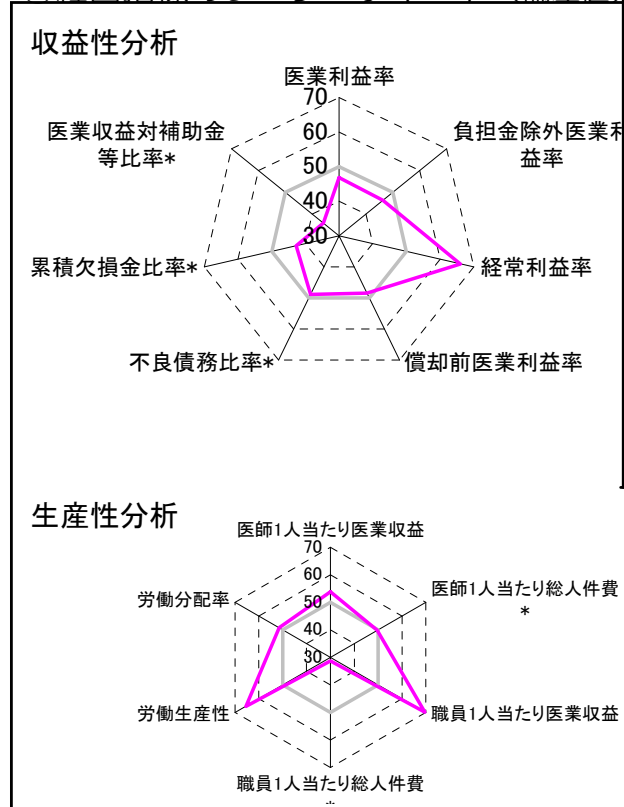 収益性分析
医業利益率
70
60
50
40
30
負担金除外医業利
益率
経常利益率
償却前医業利益率
不良債務比率*
累積欠損金比率*
医業収益対補助金
等比率*
生産性分析
医師1人当たり医業収益
70
60
50
40
30
医師1人当たり総人件費
*
職員1人当たり医業収益
職員1人当たり総人件費
*
労働生産性
労働分配率